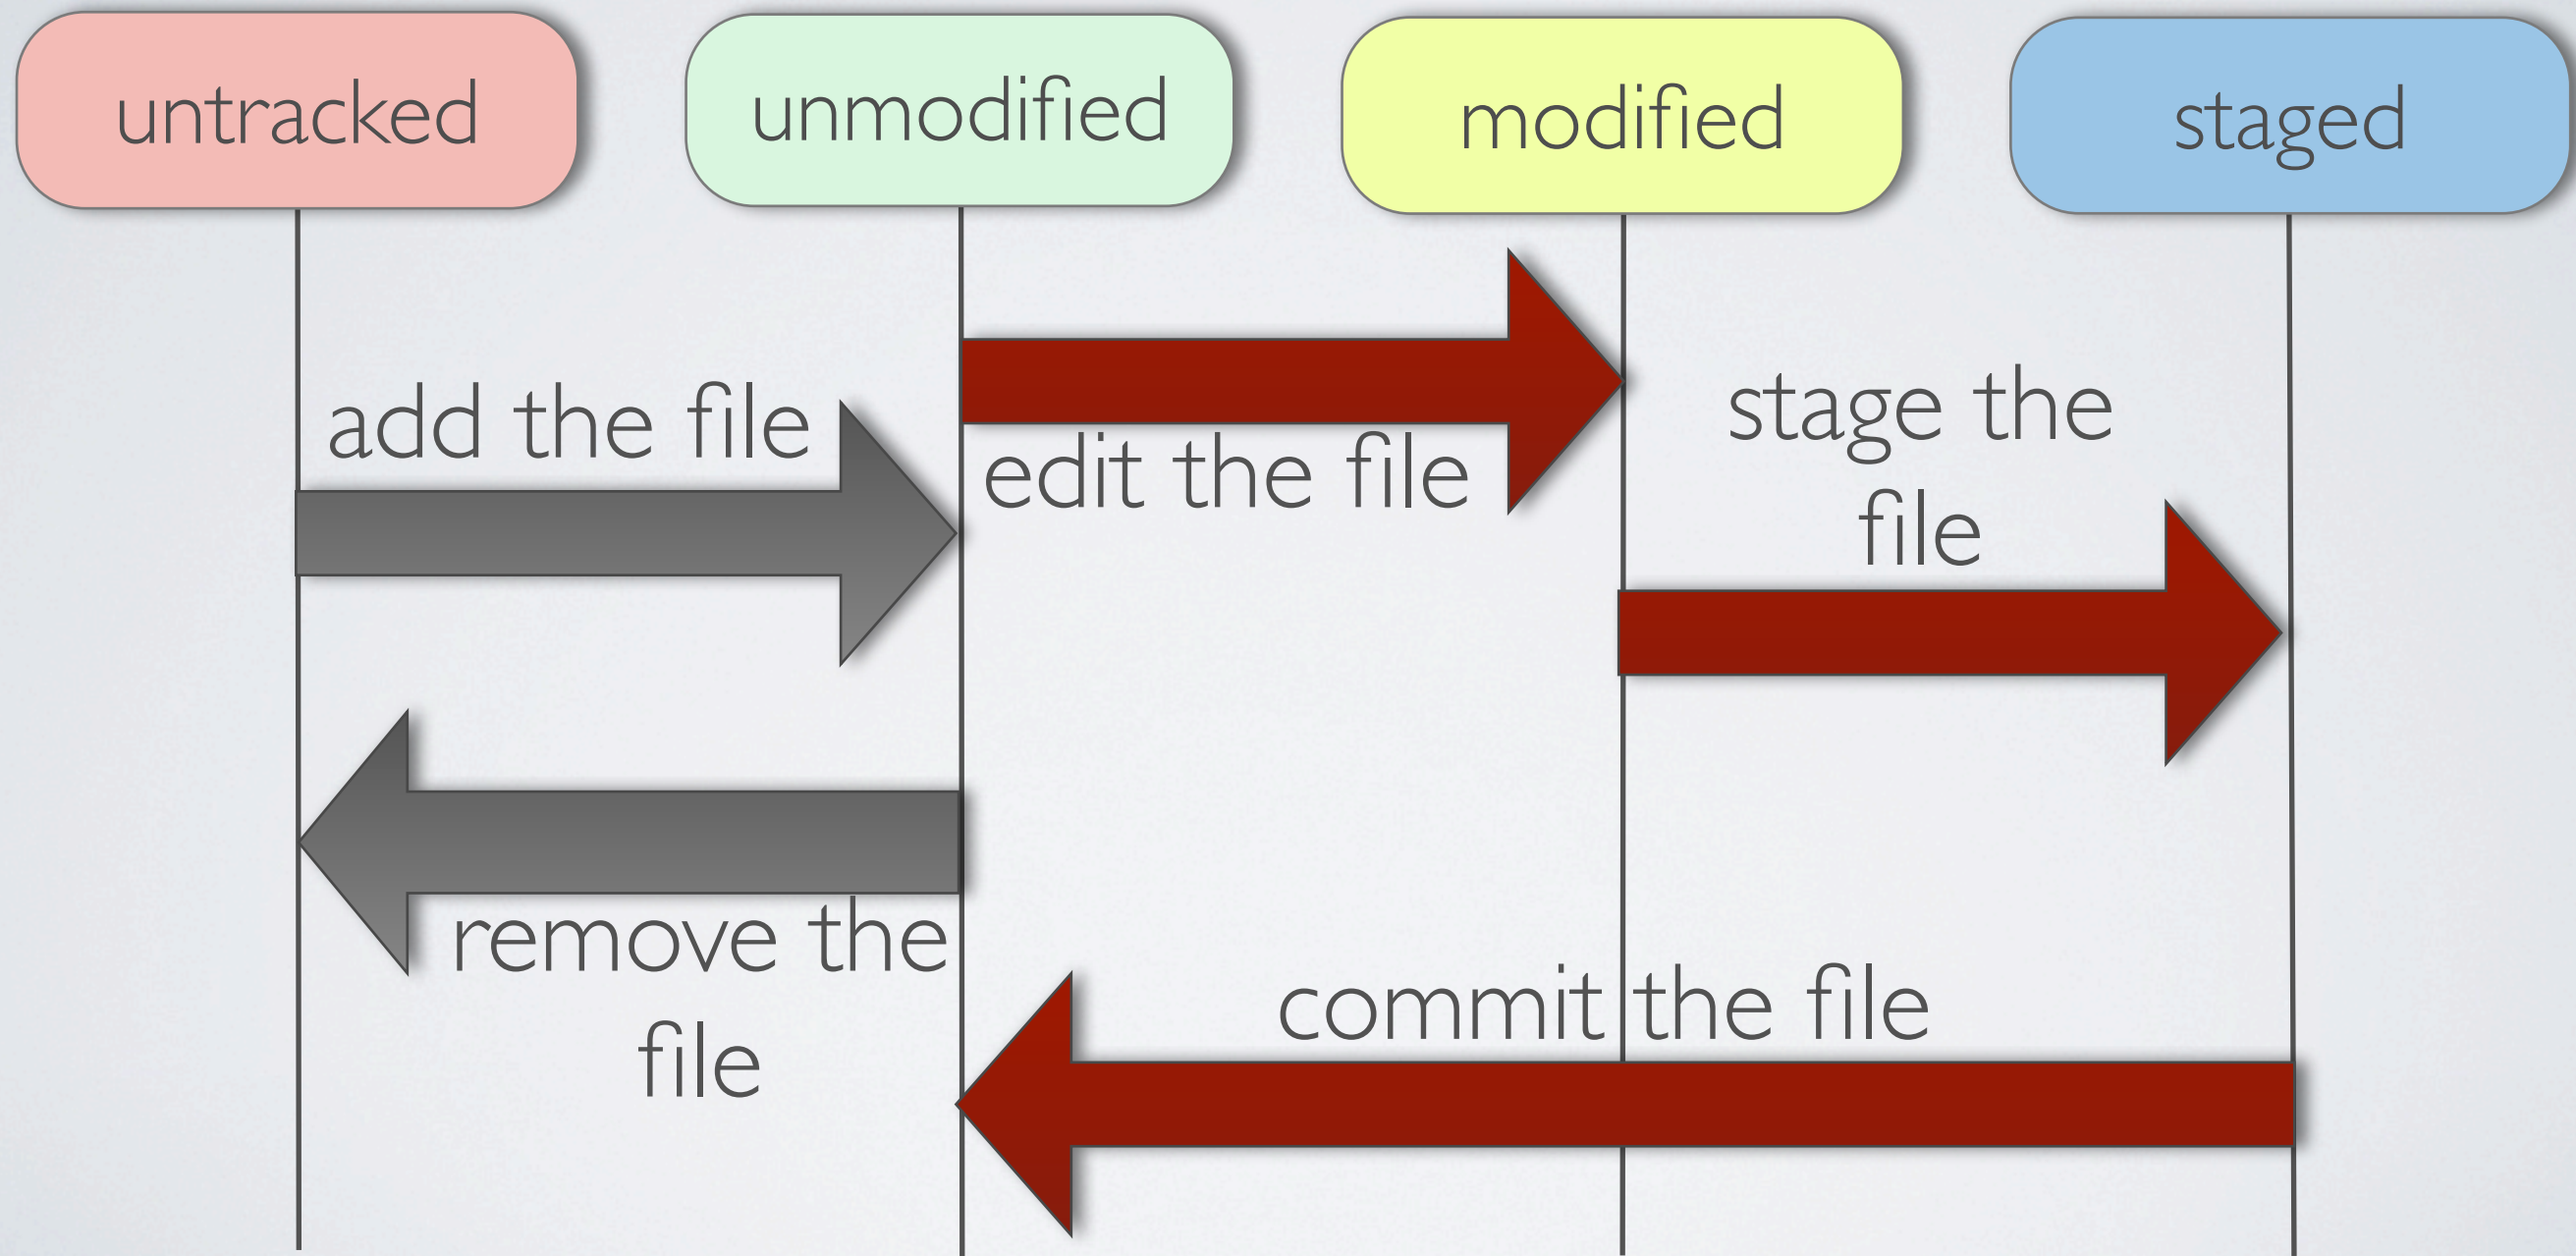 untracked
unmodified
modified
staged
add the file
edit the file
stage the
file
remove the
file
commit the file